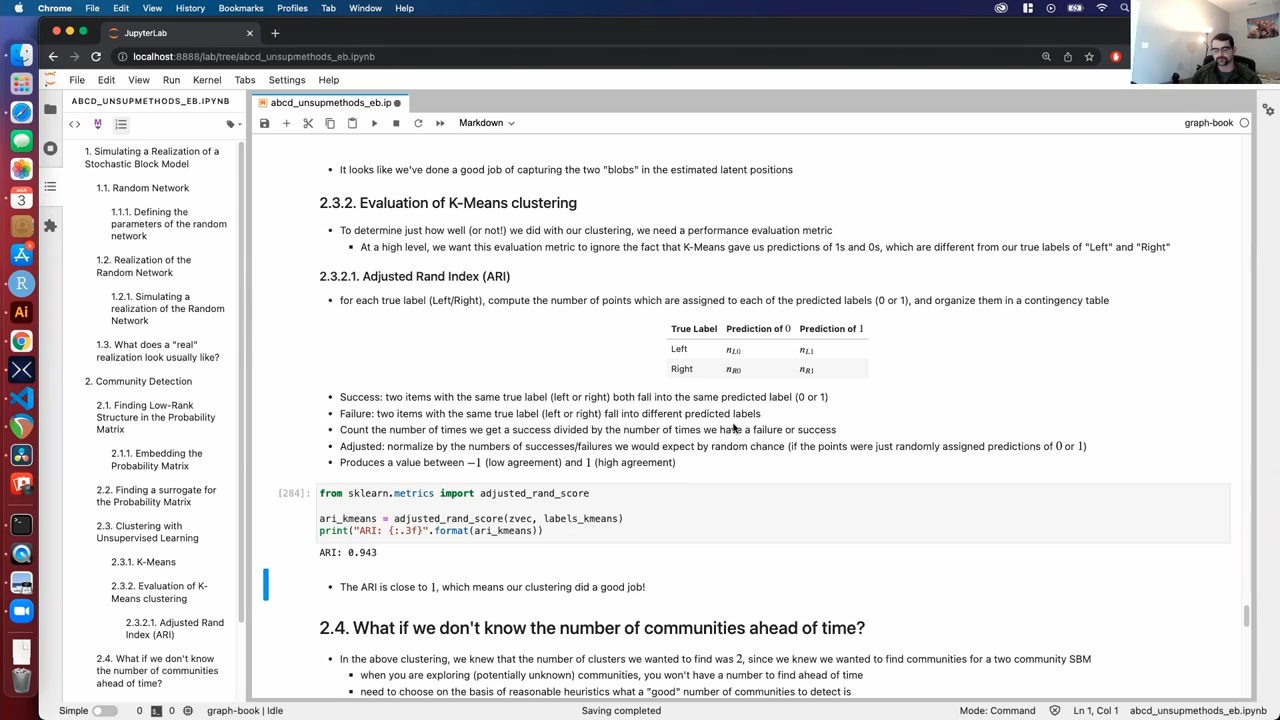 Chrome File Edit View History Bookmarks Profiles Tab Window Help
JupyterLab
localhost:8888/lab/tree/abcd_unsupmethods_eb.ipynb
File Edit View Run Kernel Tabs Settings Help
ABCD_UNSUPMETHODS_EB.IPYNB
1. Simulating a Realization of a
Stochastic Block Model
1.1. Random Network
1.1.1. Defining the
parameters of the random
network
1.2. Realization of the
Random Network
1.2.1. Simulating a
realization of the Random
Network
1.3. What does a "real"
realization look usually like?
2. Community Detection
2.1. Finding Low-Rank
Structure in the Probability
Matrix
2.1.1. Embedding the
Probability Matrix
2.2. Finding a surrogate for
the Probability Matrix
2.3. Clustering with
Unsupervised Learning
2.3.1. K-Means
2.3.2. Evaluation of K-
Means clustering
2.3.2.1. Adjusted Rand
Index (ARI)
2.4. What if we don't know
the number of communities
ahead of time?
abcd_unsupmethods_eb.ip
Markdown
graph-book
• It looks like we've done a good job of capturing the two "blobs" in the estimated latent positions
2.3.2. Evaluation of K-Means clustering
• To determine just how well (or not!) we did with our clustering, we need a performance evaluation metric
▪ At a high level, we want this evaluation metric to ignore the fact that K-Means gave us predictions of 1s and 0s, which are different from our true labels of "Left" and "Right"
2.3.2.1. Adjusted Rand Index (ARI)
• for each true label (Left/Right), compute the number of points which are assigned to each of the predicted labels (0 or 1), and organize them in a contingency table
True Label Prediction of 0 Prediction of 1
Left n_L0 n_L1
Right n_R0 n_R1
• Success: two items with the same true label (left or right) both fall into the same predicted label (0 or 1)
• Failure: two items with the same true label (left or right) fall into different predicted labels
• Count the number of times we get a success divided by the number of times we have a failure or success
• Adjusted: normalize by the numbers of successes/failures we would expect by random chance (if the points were just randomly assigned predictions of 0 or 1)
• Produces a value between −1 (low agreement) and 1 (high agreement)
[284]: from sklearn.metrics import adjusted_rand_score
ari_kmeans = adjusted_rand_score(zvec, labels_kmeans)
print("ARI: {:.3f}".format(ari_kmeans))
ARI: 0.943
• The ARI is close to 1, which means our clustering did a good job!
2.4. What if we don't know the number of communities ahead of time?
• In the above clustering, we knew that the number of clusters we wanted to find was 2, since we knew we wanted to find communities for a two community SBM
▪ when you are exploring (potentially unknown) communities, you won't have a number to find ahead of time
▪ need to choose on the basis of reasonable heuristics what a "good" number of communities to detect is
Simple 0 0 graph-book | Idle Saving completed Mode: Command Ln 1, Col 1 abcd_unsupmethods_eb.ipynb